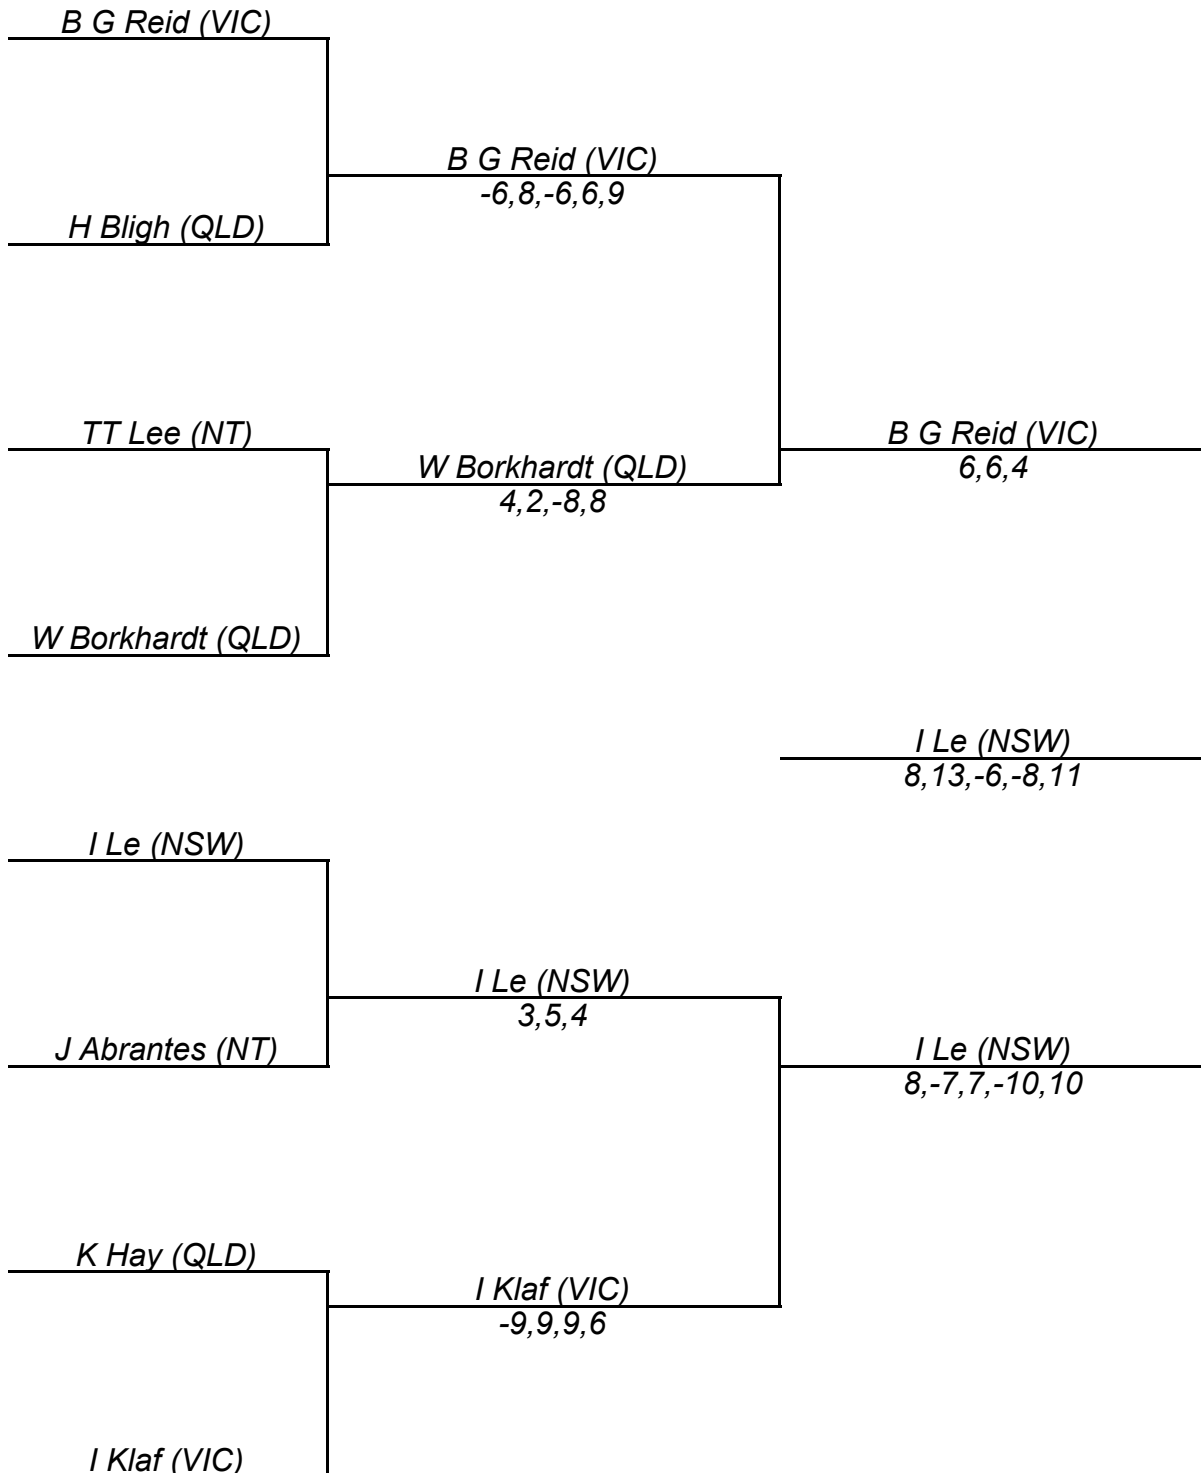 B G Reid (VIC)
B G Reid (VIC)
-6,8,-6,6,9
H Bligh (QLD)
TT Lee (NT)
B G Reid (VIC)
W Borkhardt (QLD)
6,6,4
4,2,-8,8
W Borkhardt (QLD)
I Le (NSW)
8,13,-6,-8,11
I Le (NSW)
I Le (NSW)
3,5,4
J Abrantes (NT)
I Le (NSW)
8,-7,7,-10,10
K Hay (QLD)
I Klaf (VIC)
-9,9,9,6
I Klaf (VIC)